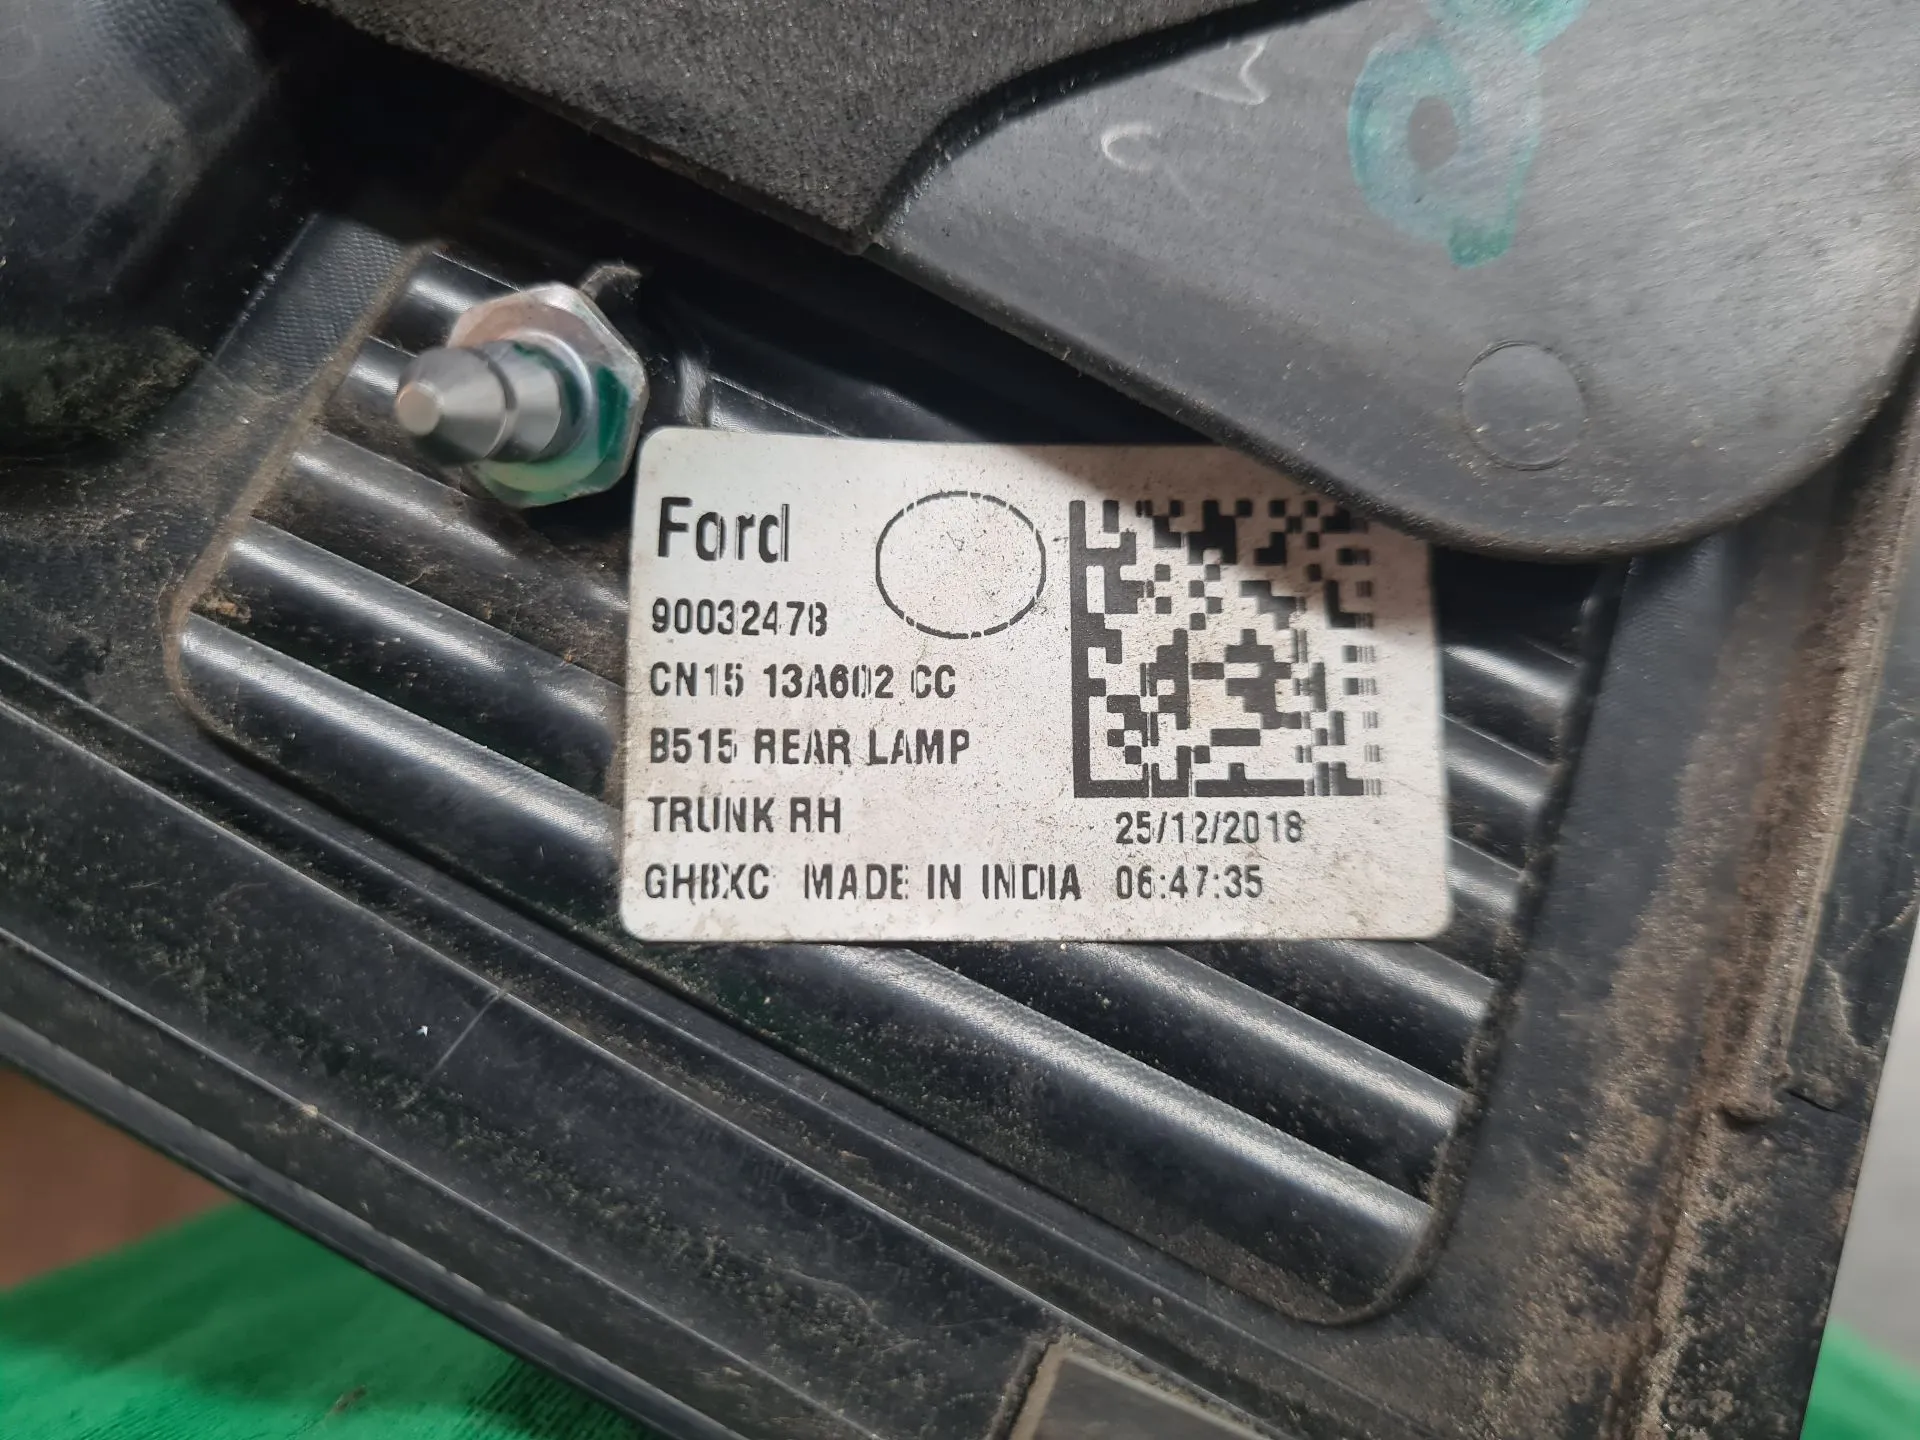 Ford
90032478
CN15 13A602 CC
B515 REAR LAMP
TRUNK RH
25/12/2018
GHBXC MADE IN INDIA 06:47:35